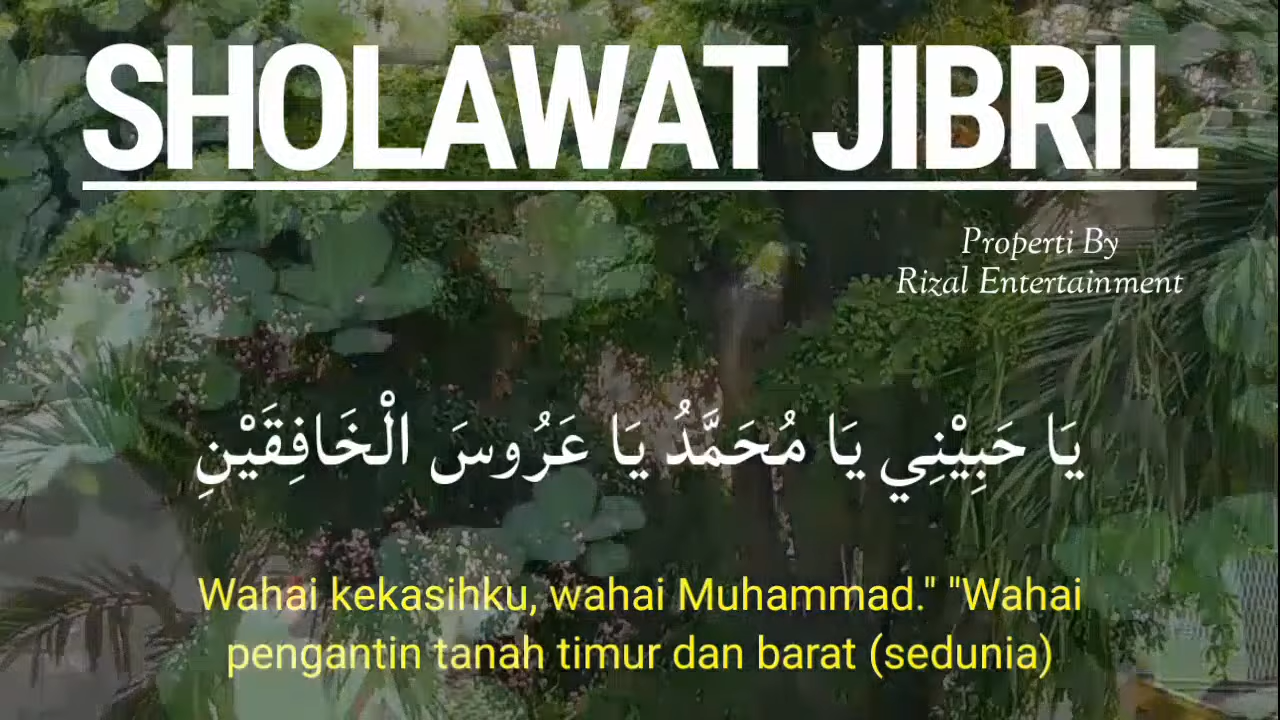 SHOLAWAT JIBRIL
Properti By
Rizal Entertainment
يَا حَبِيْنِي يَا مُحَمَّدُ يَا عَرُوسَ الْخَافِقَيْنِ
Wahai kekasihku, wahai Muhammad." "Wahai
pengantin tanah timur dan barat (sedunia)